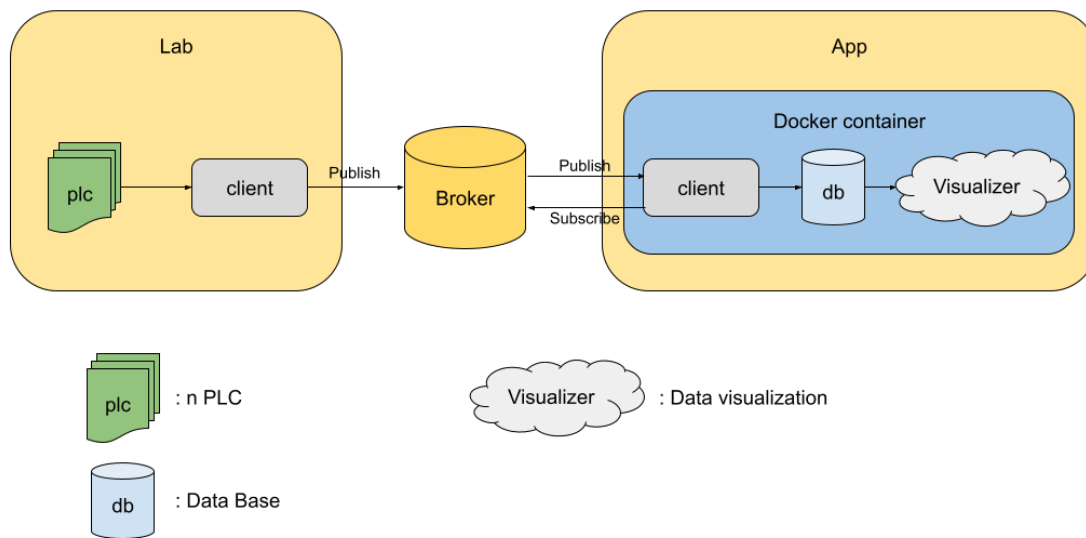 Lab
App
Docker container
plc
client
Publish
Broker
Publish
Subscribe
client
db
Visualizer
plc
: n PLC
Visualizer
: Data visualization
db
: Data Base